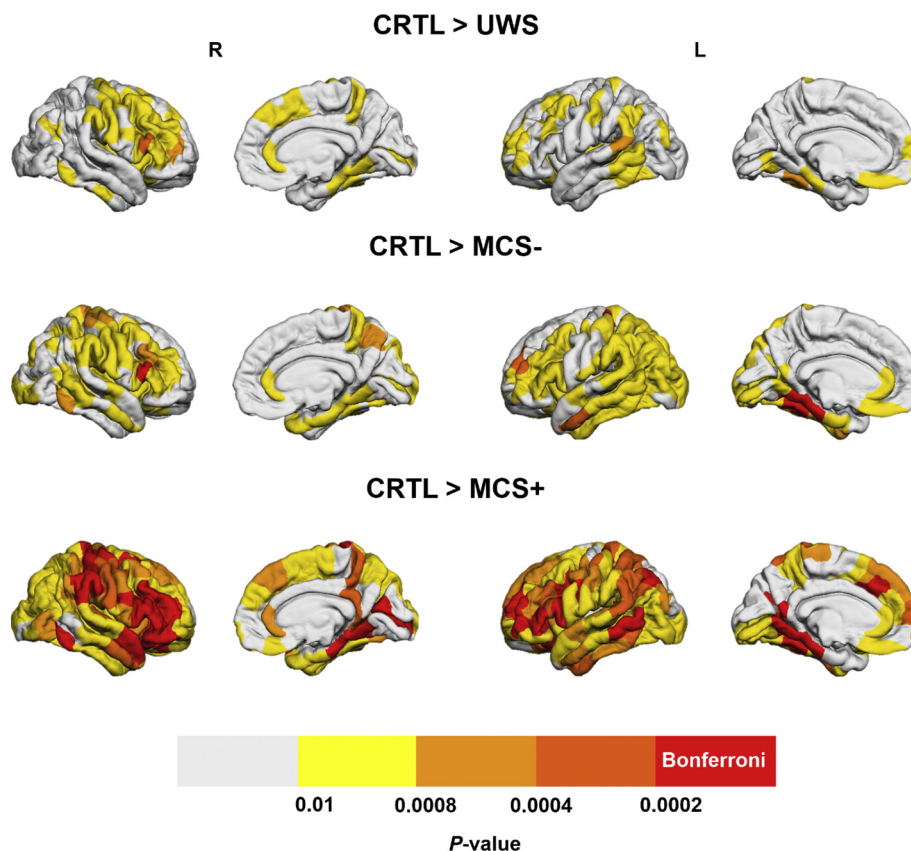 CRTL > UWS
R L
CRTL > MCS-
CRTL > MCS+
Bonferroni
0.01 0.0008 0.0004 0.0002
P-value